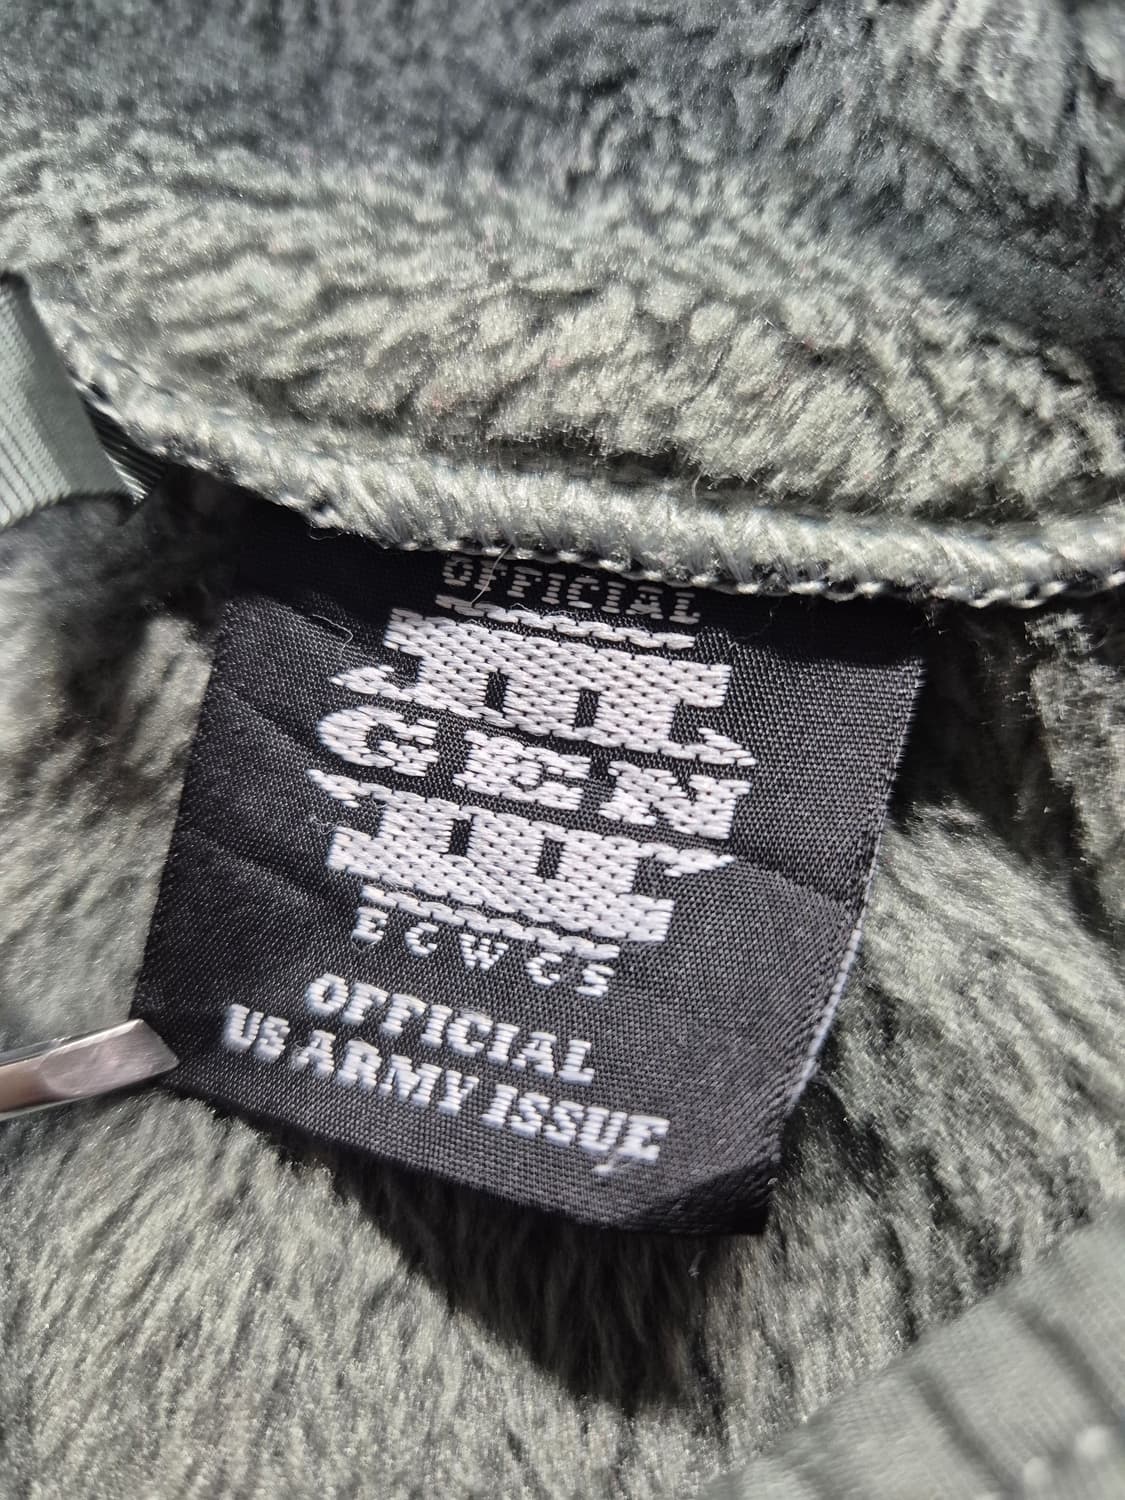 OFFICIAL
III
GEN
III
ECWCS
OFFICIAL
US ARMY ISSUE